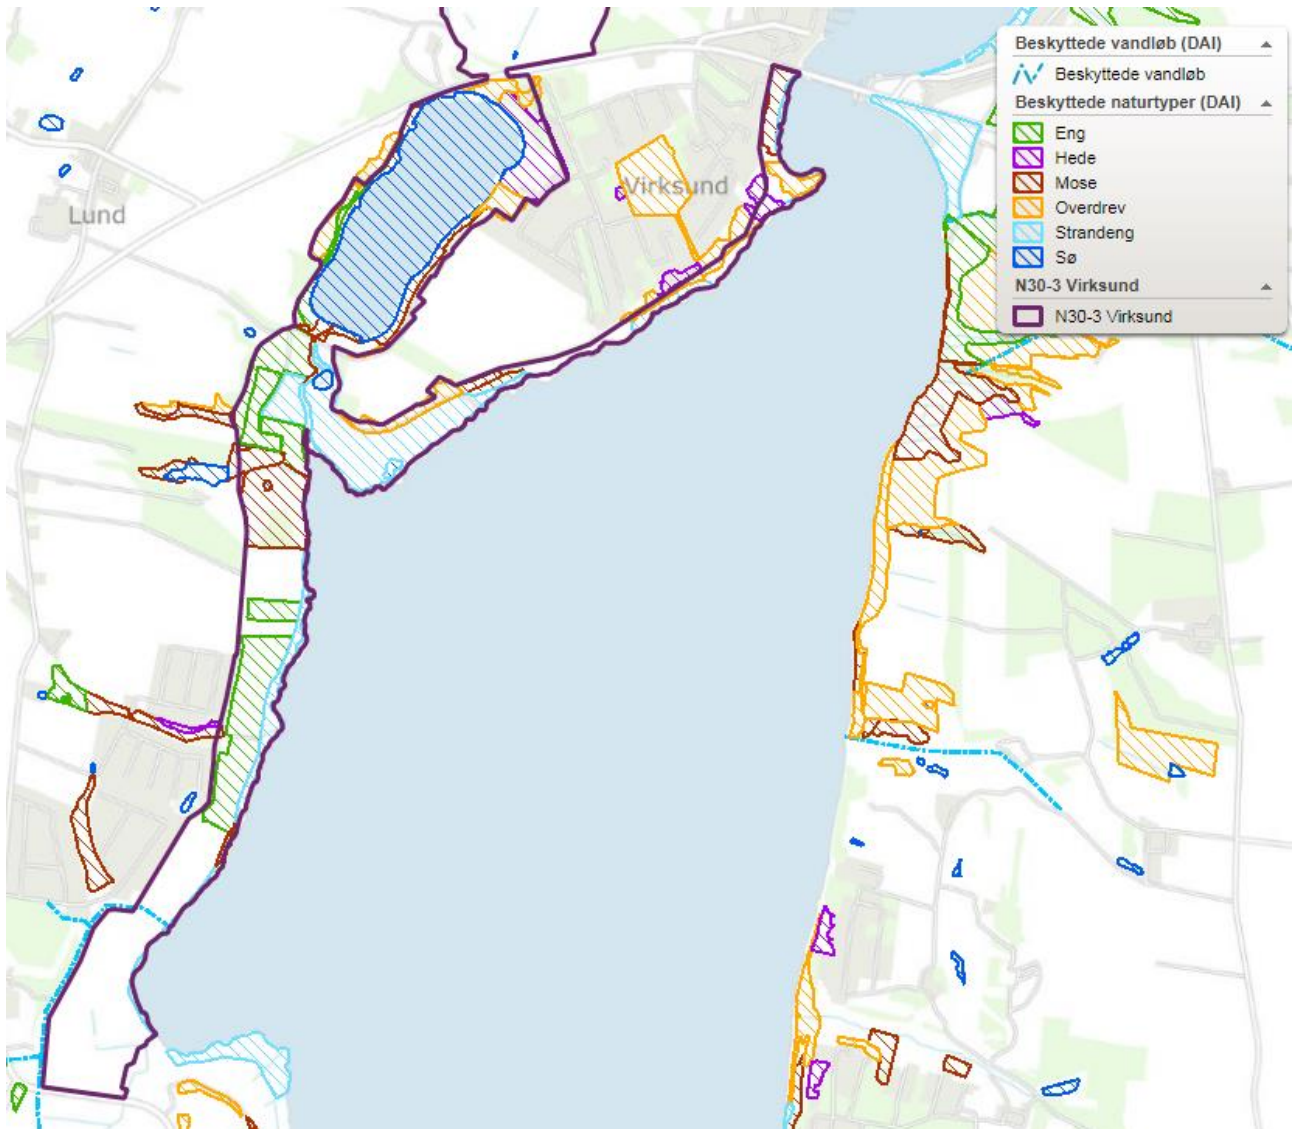 Beskyttede vandløb (DAI)
Beskyttede vandløb
Beskyttede naturtyper (DAI)
Eng
Hede
Mose
Overdrev
Strandeng
Sø
N30-3 Virksund
N30-3 Virksund
Virksund
Lund